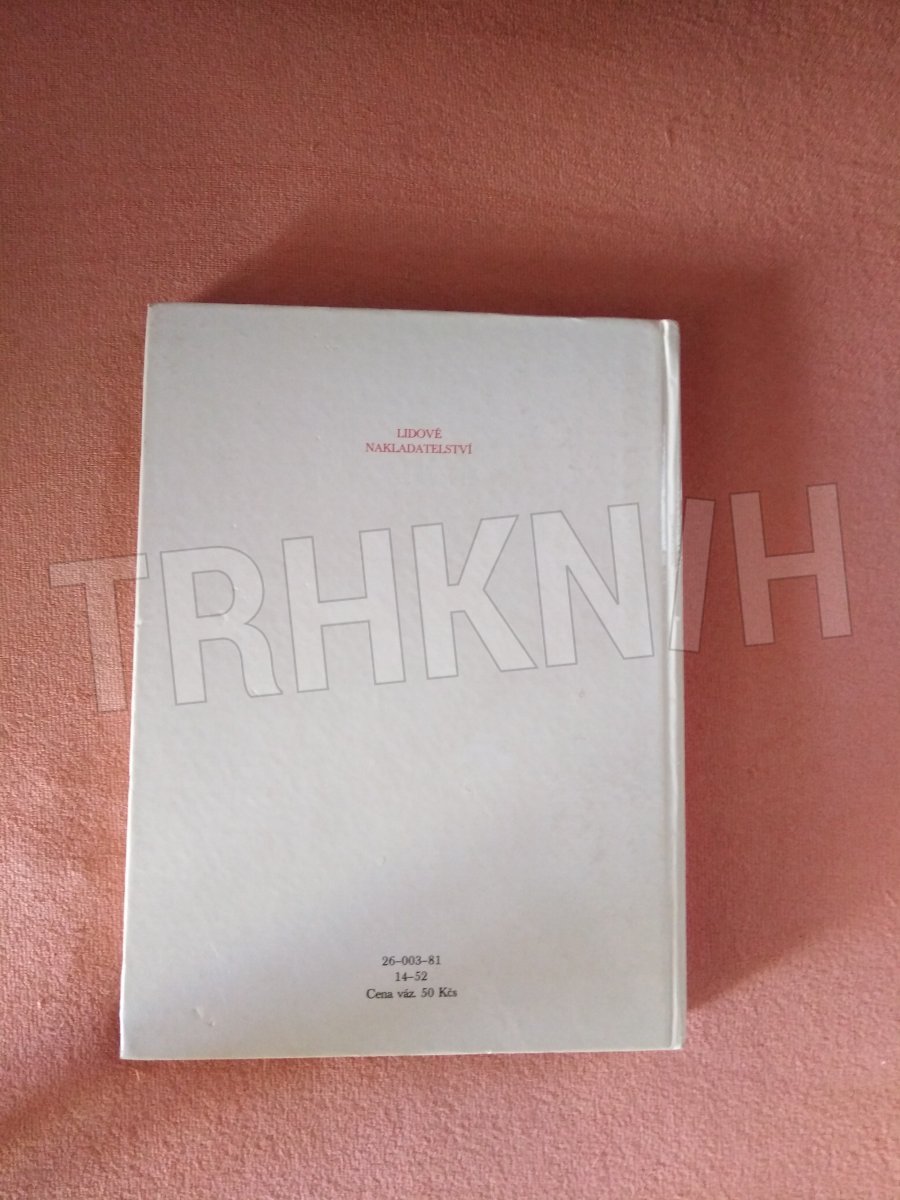 LIDOVÉ
NAKLADATELSTVÍ
TRHKNIH
26-003-81
14-52
Cena váz. 50 Kčs